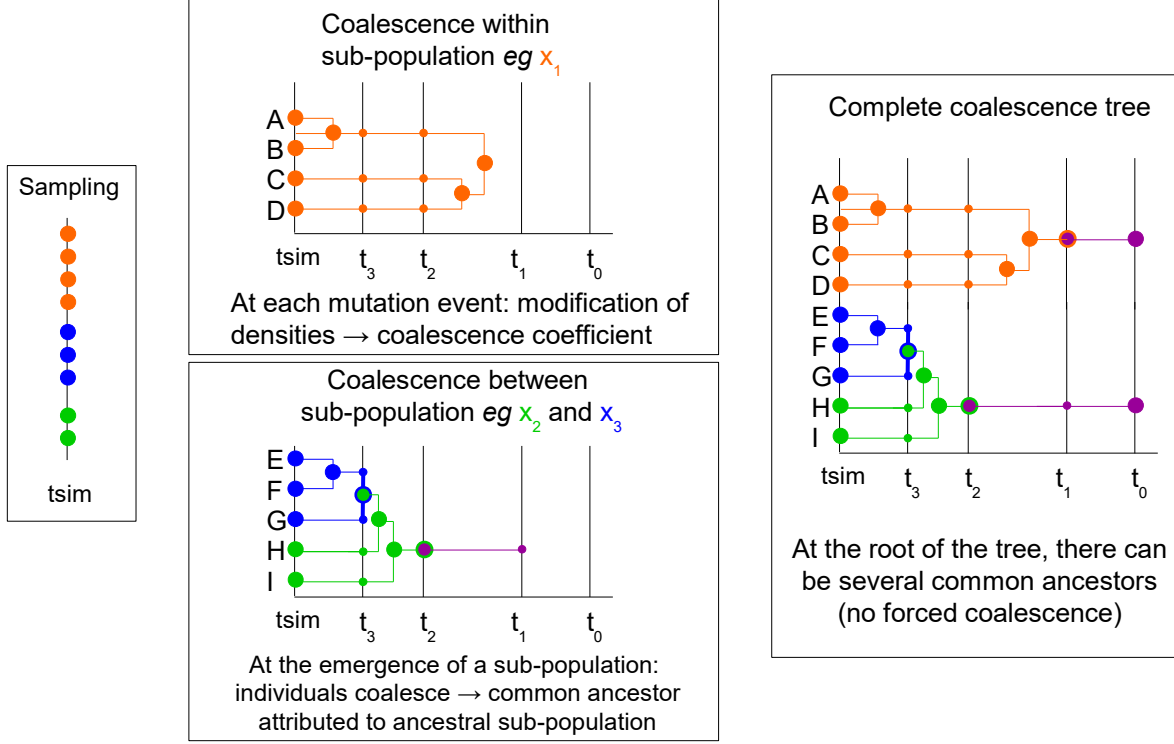 Sampling
tsim
Coalescence within
sub-population eg x₁
A
B
C
D
tsim t₃ t₂ t₁ t₀
At each mutation event: modification of
densities → coalescence coefficient
Coalescence between
sub-population eg x₂ and x₃
E
F
G
H
I
tsim t₃ t₂ t₁ t₀
At the emergence of a sub-population:
individuals coalesce → common ancestor
attributed to ancestral sub-population
Complete coalescence tree
A
B
C
D
E
F
G
H
I
tsim t₃ t₂ t₁ t₀
At the root of the tree, there can
be several common ancestors
(no forced coalescence)